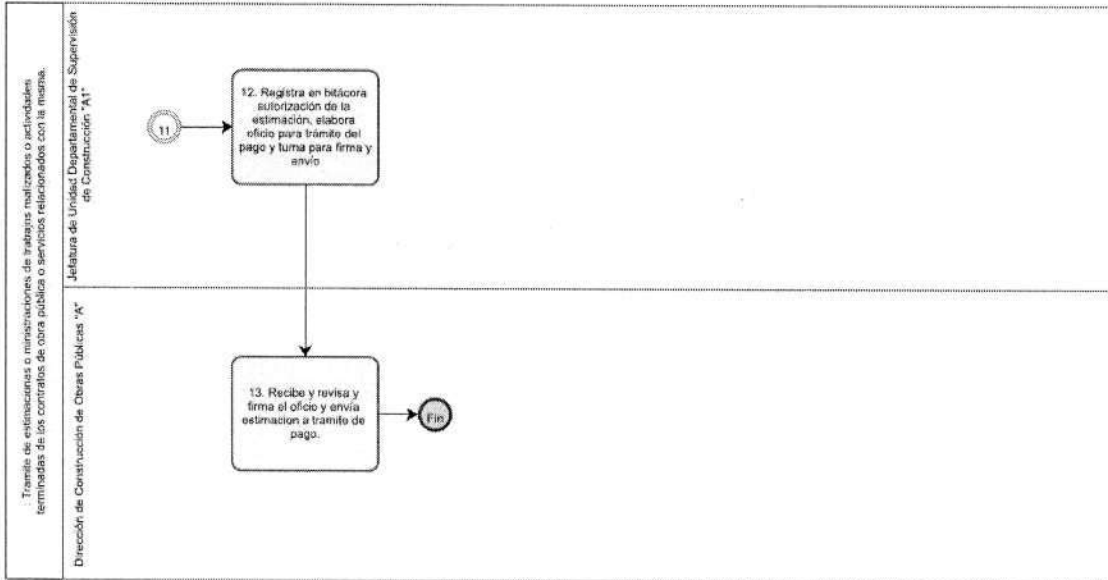 : Tramite de estimaciones o ministraciones de trabajos realizados o actividades
terminadas de los contratos de obra pública o servicios relacionados con la misma.
Jefatura de Unidad Departamental de Supervisión
de Construcción "A1"
11
12. Registra en bitácora
autorización de la
estimación, elabora
oficio para trámite del
pago y turna para firma y
envío
Dirección de Construcción de Obras Públicas "A"
13. Recibe y revisa y
firma el oficio y envía
estimacion a tramite de
pago.
Fin